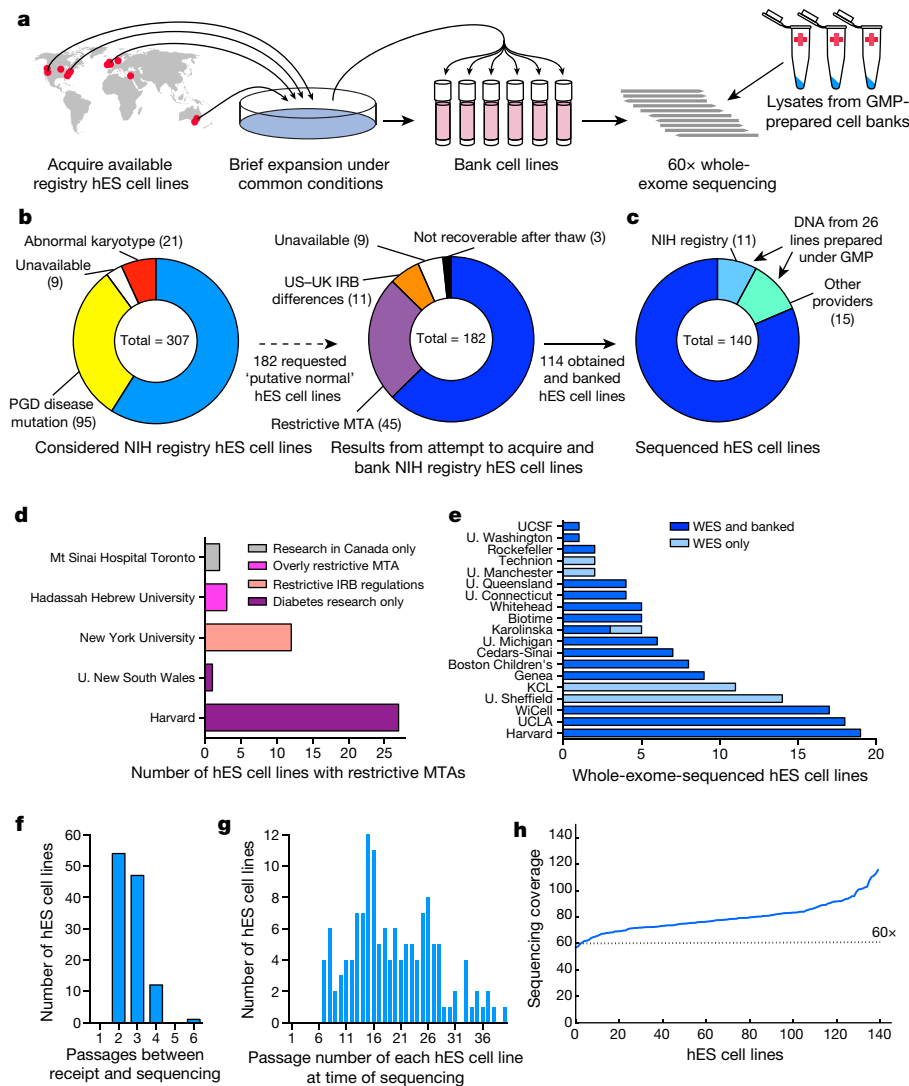 a
Acquire available
registry hES cell lines
Brief expansion under
common conditions
Bank cell lines
60× whole-
exome sequencing
Lysates from GMP-
prepared cell banks
b
Abnormal karyotype (21)
Unavailable
(9)
Total = 307
PGD disease
mutation (95)
Considered NIH registry hES cell lines
182 requested
‘putative normal’
hES cell lines
Unavailable (9)
Not recoverable after thaw (3)
US–UK IRB
differences
(11)
Total = 182
Restrictive MTA (45)
Results from attempt to acquire and
bank NIH registry hES cell lines
114 obtained
and banked
hES cell lines
c
NIH registry (11)
DNA from 26
lines prepared
under GMP
Other
providers
(15)
Total = 140
Sequenced hES cell lines
d
Mt Sinai Hospital Toronto
Hadassah Hebrew University
New York University
U. New South Wales
Harvard
Research in Canada only
Overly restrictive MTA
Restrictive IRB regulations
Diabetes research only
0 5 10 15 20 25
Number of hES cell lines with restrictive MTAs
e
UCSF
U. Washington
Rockefeller
Technion
U. Manchester
U. Queensland
U. Connecticut
Whitehead
Biotime
Karolinska
U. Michigan
Cedars-Sinai
Boston Children's
Genea
KCL
U. Sheffield
WiCell
UCLA
Harvard
WES and banked
WES only
0 5 10 15 20
Whole-exome-sequenced hES cell lines
f
Number of hES cell lines
60
50
40
30
20
10
0
1 2 3 4 5 6
Passages between
receipt and sequencing
g
Number of hES cell lines
12
10
8
6
4
2
0
1 6 11 16 21 26 31 36
Passage number of each hES cell line
at time of sequencing
h
Sequencing coverage
140
120
100
80
60
40
20
0
60×
0 20 40 60 80 100 120 140
hES cell lines